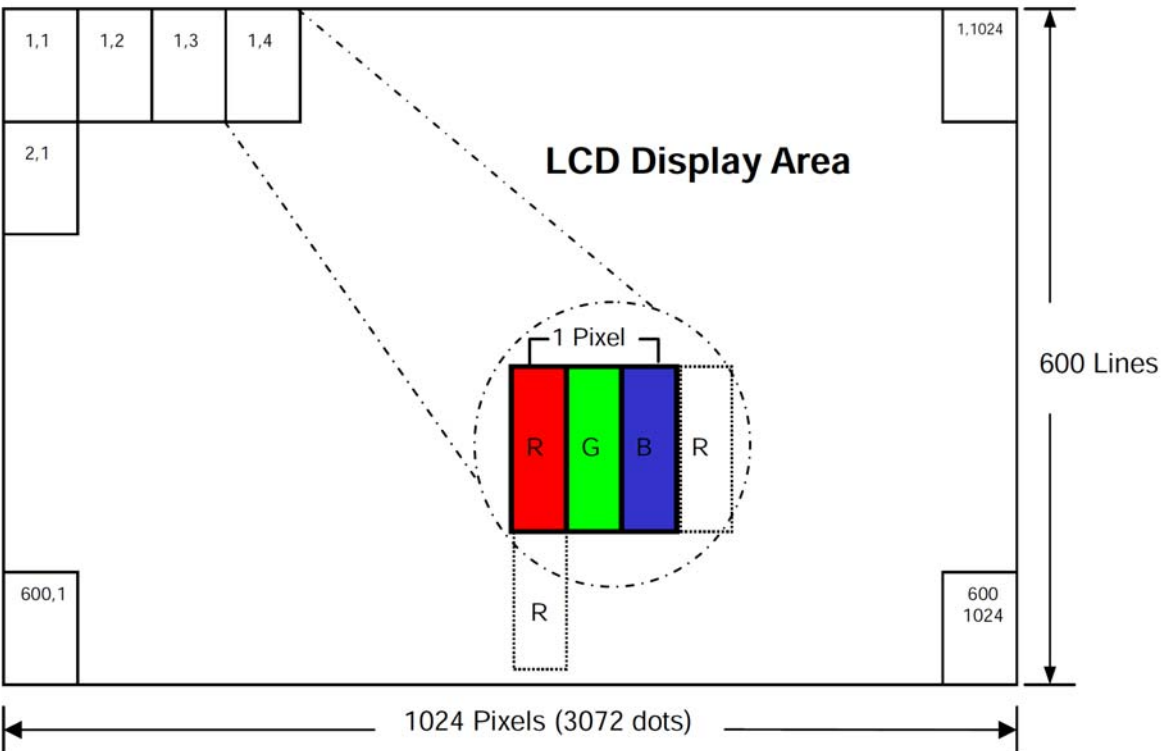 1,1
1,2
1,3
1,4
1,1024
2,1
LCD Display Area
1 Pixel
600 Lines
R
G
B
R
R
600,1
600
1024
1024 Pixels (3072 dots)